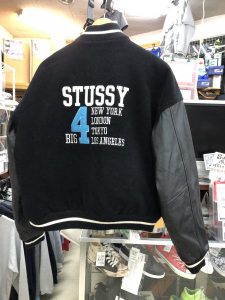 STUSSY
NEW YORK
LONDON
4 TOKYO
BIG LOS ANGELES